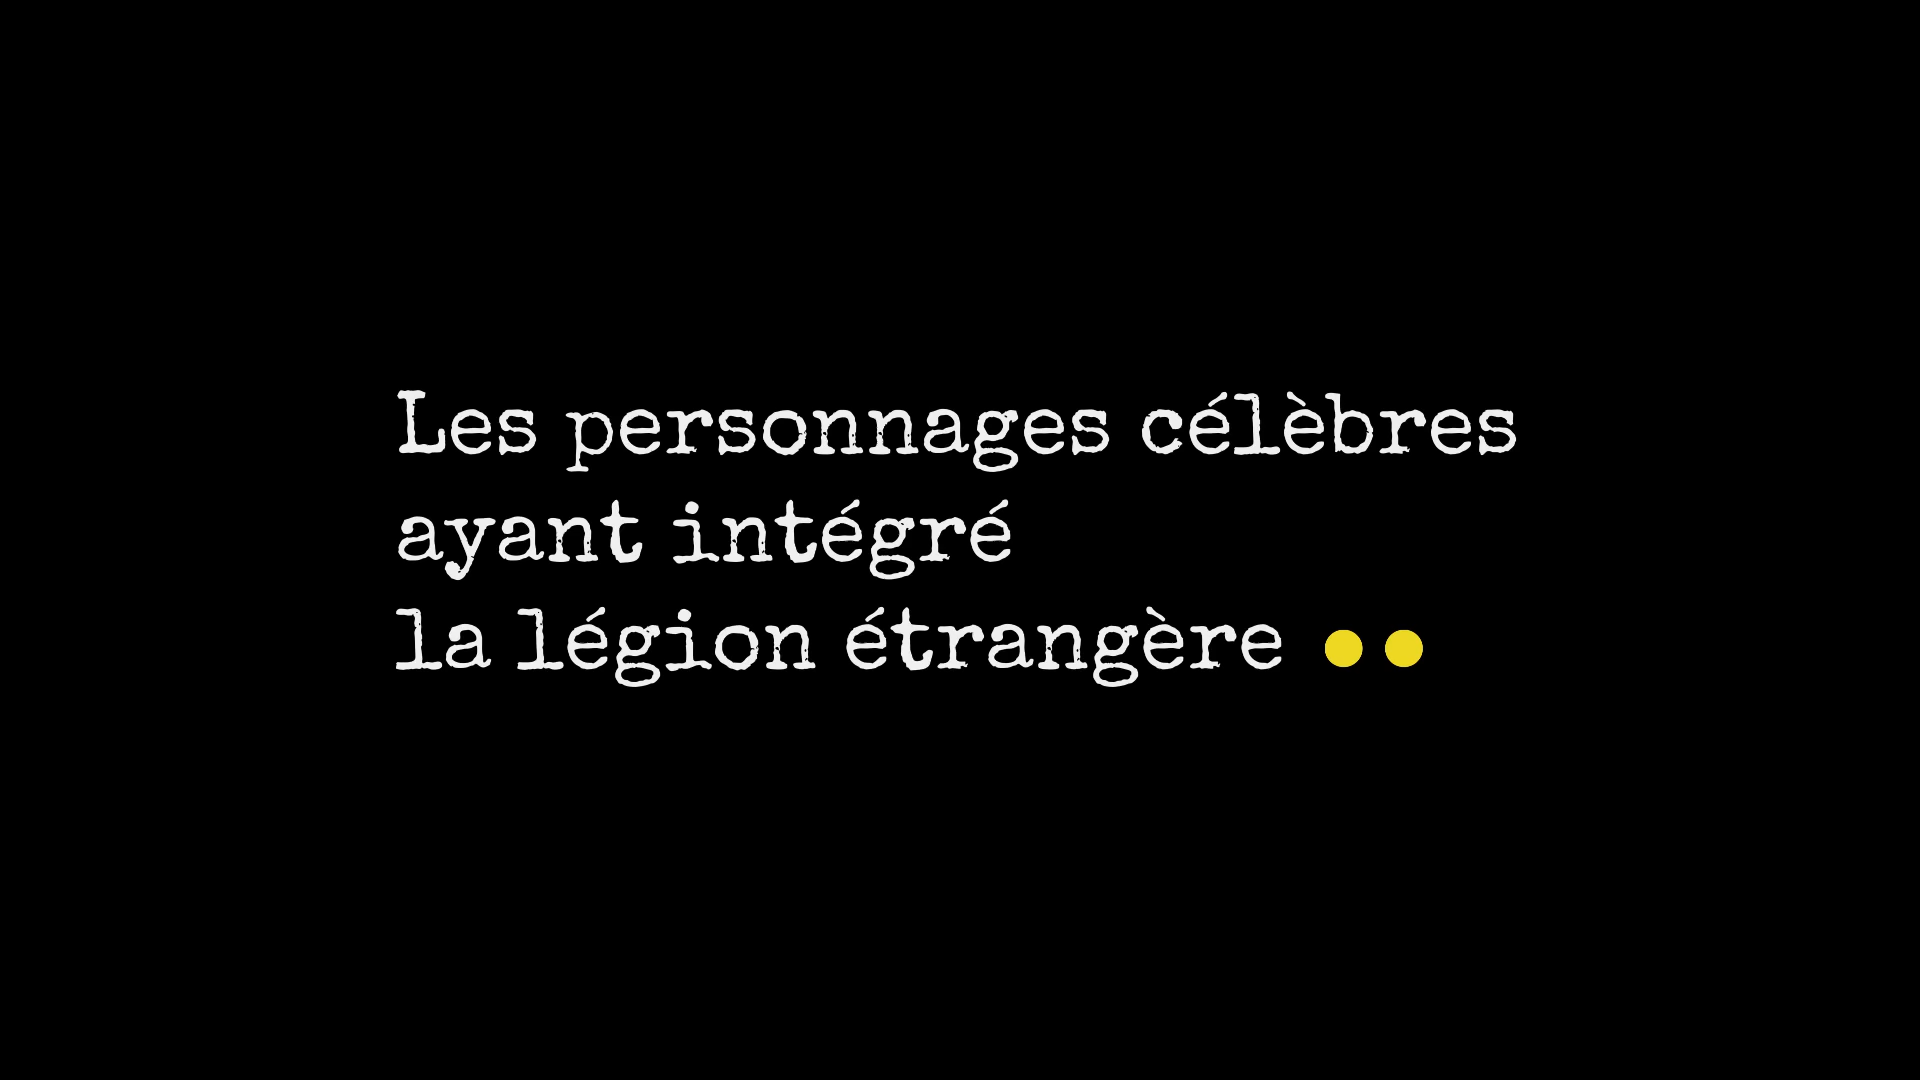 Les personnages célèbres
ayant intégré
la légion étrangère